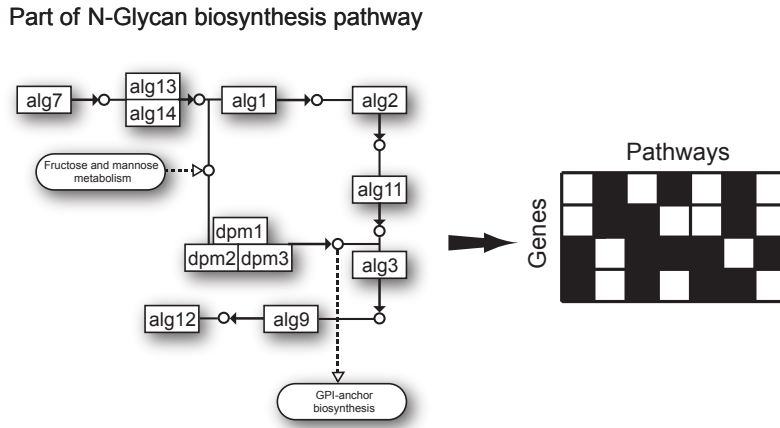 Part of N-Glycan biosynthesis pathway
alg7
alg13
alg14
alg1
alg2
Fructose and mannose
metabolism
alg11
dpm1
dpm2
dpm3
alg3
alg12
alg9
GPI-anchor
biosynthesis
Pathways
Genes